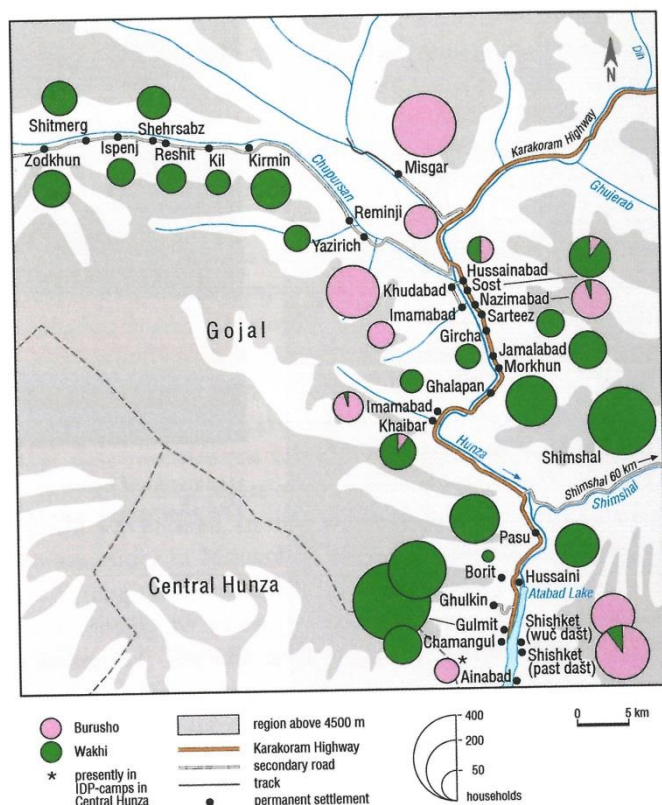 Dih
N
Shitmerg
Shehrsabz
Ispenj
Zodkhun
Reshit
Kil
Kirmin
Chupursan
Misgar
Karakoram Highway
Ghujerab
Reminji
Yazirich
Hussainabad
Sost
Khudabad
Nazimabad
Imamabad
Sarteez
Gojal
Gircha
Jamalabad
Morkhun
Ghalapan
Imamabad
Khaibar
Hunza
Shimshal
Shimshal 60 km
Shimshal
Pasu
Central Hunza
Borit
Hussaini
Atabad Lake
Ghulkin
Gulmit
Shishket
(wuč dašt)
Chamangul
*
Shishket
(past dašt)
Ainabad
Burusho
Wakhi
* presently in
IDP-camps in
Central Hunza
region above 4500 m
Karakoram Highway
secondary road
track
permanent settlement
400
200
50
households
0 5 km